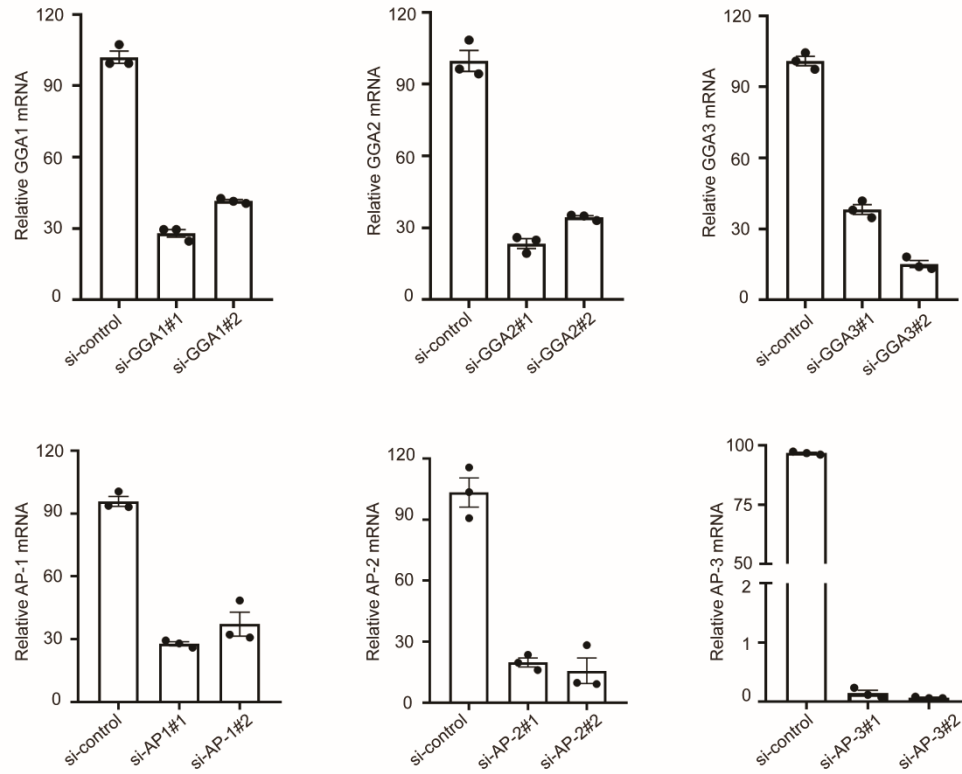 Relative GGA1 mRNA
120
90
60
30
0
si-control
si-GGA1#1
si-GGA1#2
Relative GGA2 mRNA
120
90
60
30
0
si-control
si-GGA2#1
si-GGA2#2
Relative GGA3 mRNA
120
90
60
30
0
si-control
si-GGA3#1
si-GGA3#2
Relative AP-1 mRNA
120
90
60
30
0
si-control
si-AP1#1
si-AP-1#2
Relative AP-2 mRNA
120
90
60
30
0
si-control
si-AP-2#1
si-AP-2#2
Relative AP-3 mRNA
100
75
50
2
1
0
si-control
si-AP-3#1
si-AP-3#2